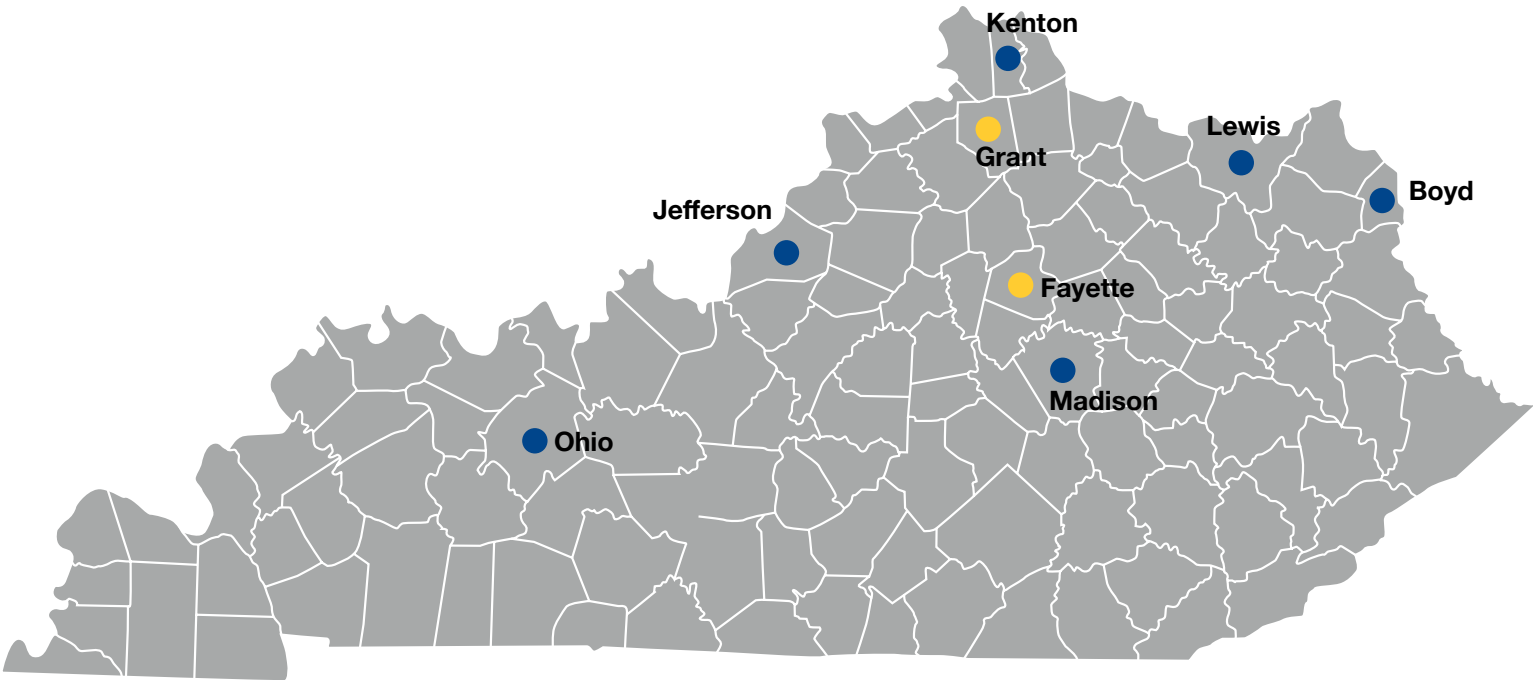 Kenton
Lewis
Grant
Boyd
Jefferson
Fayette
Madison
Ohio